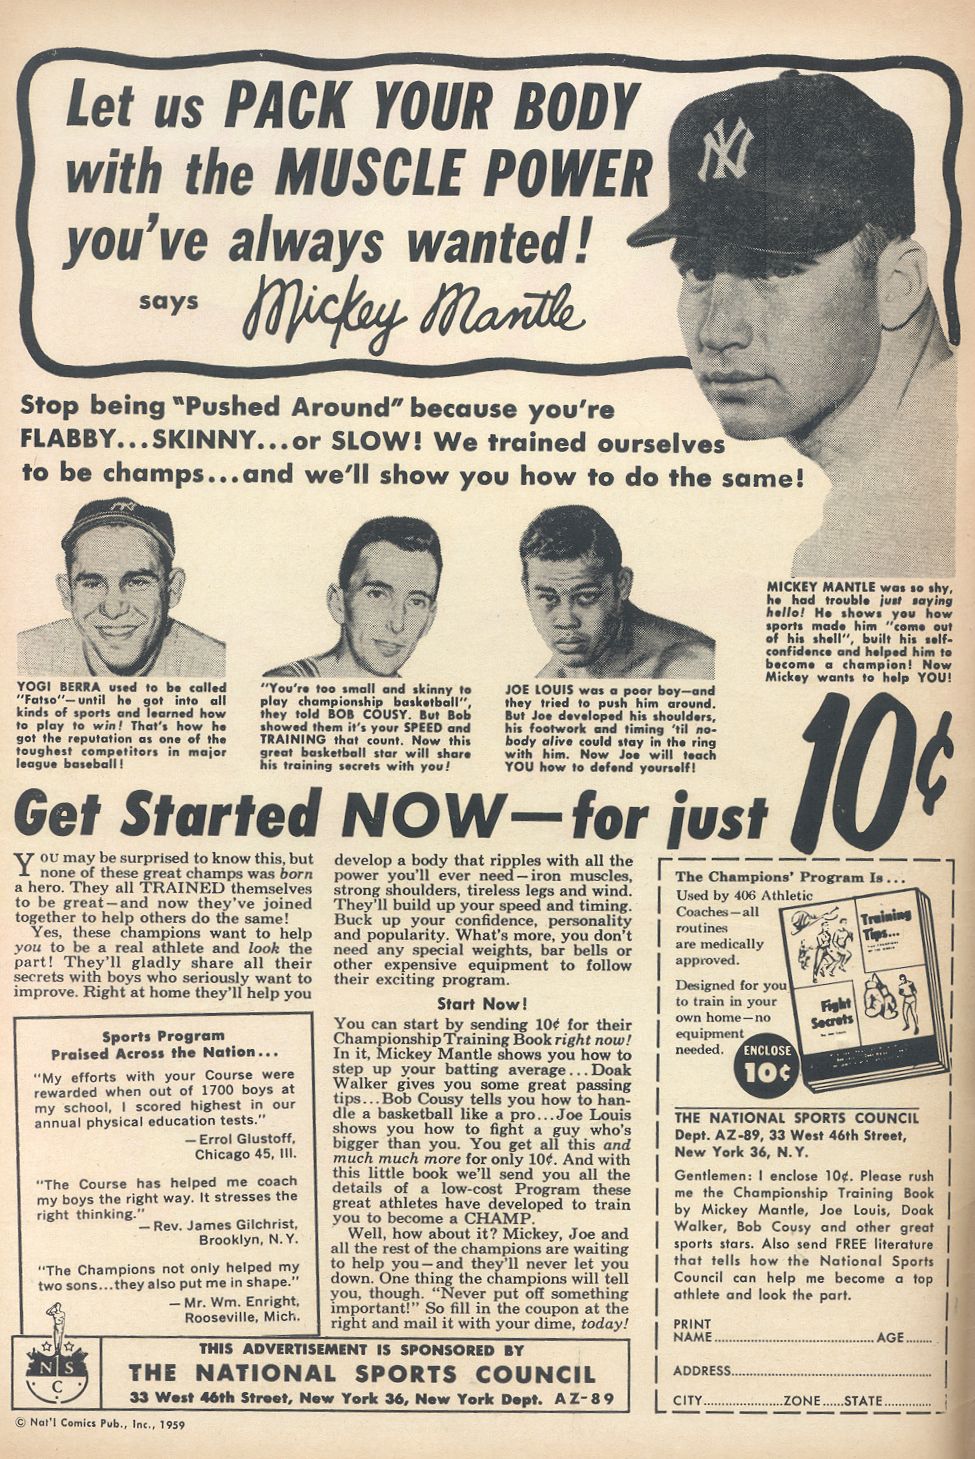 Let us PACK YOUR BODY
with the MUSCLE POWER
you've always wanted!
says Mickey Mantle
NY
Stop being "Pushed Around" because you're
FLABBY...SKINNY...or SLOW! We trained ourselves
to be champs...and we'll show you how to do the same!
YOGI BERRA used to be called
"Fatso"—until he got into all
kinds of sports and learned how
to play to win! That's how he
got the reputation as one of the
toughest competitors in major
league baseball!
"You're too small and skinny to
play championship basketball",
they told BOB COUSY. But Bob
showed them it's your SPEED and
TRAINING that count. Now this
great basketball star will share
his training secrets with you!
JOE LOUIS was a poor boy—and
they tried to push him around.
But Joe developed his shoulders,
his footwork and timing 'til no-
body alive could stay in the ring
with him. Now Joe will teach
YOU how to defend yourself!
MICKEY MANTLE was so shy,
he had trouble just saying
hello! He shows you how
sports made him "come out
of his shell", built his self-
confidence and helped him to
become a champion! Now
Mickey wants to help YOU!
Get Started NOW—for just 10¢
YOU may be surprised to know this, but
none of these great champs was born
a hero. They all TRAINED themselves
to be great—and now they've joined
together to help others do the same!
Yes, these champions want to help
you to be a real athlete and look the
part! They'll gladly share all their
secrets with boys who seriously want to
improve. Right at home they'll help you
develop a body that ripples with all the
power you'll ever need—iron muscles,
strong shoulders, tireless legs and wind.
They'll build up your speed and timing.
Buck up your confidence, personality
and popularity. What's more, you don't
need any special weights, bar bells or
other expensive equipment to follow
their exciting program.
Start Now!
You can start by sending 10¢ for their
Championship Training Book right now!
In it, Mickey Mantle shows you how to
step up your batting average...Doak
Walker gives you some great passing
tips...Bob Cousy tells you how to han-
dle a basketball like a pro...Joe Louis
shows you how to fight a guy who's
bigger than you. You get all this and
much much more for only 10¢. And with
this little book we'll send you all the
details of a low-cost Program these
great athletes have developed to train
you to become a CHAMP.
Well, how about it? Mickey, Joe and
all the rest of the champions are waiting
to help you—and they'll never let you
down. One thing the champions will tell
you, though. "Never put off something
important!" So fill in the coupon at the
right and mail it with your dime, today!
Sports Program
Praised Across the Nation...
"My efforts with your Course were
rewarded when out of 1700 boys at
my school, I scored highest in our
annual physical education tests."
—Errol Glustoff,
Chicago 45, Ill.
"The Course has helped me coach
my boys the right way. It stresses the
right thinking."
—Rev. James Gilchrist,
Brooklyn, N.Y.
"The Champions not only helped my
two sons...they also put me in shape."
—Mr. Wm. Enright,
Rooseville, Mich.
N S
C
THIS ADVERTISEMENT IS SPONSORED BY
THE NATIONAL SPORTS COUNCIL
33 West 46th Street, New York 36, New York Dept. AZ-89
© Nat'l Comics Pub., Inc., 1959
The Champions' Program Is...
Used by 406 Athletic
Coaches—all
routines
are medically
approved.
Designed for you
to train in your
own home—no
equipment
needed.
Training
Tips...
Fight
Secrets
ENCLOSE
10¢
THE NATIONAL SPORTS COUNCIL
Dept. AZ-89, 33 West 46th Street,
New York 36, N.Y.
Gentlemen: I enclose 10¢. Please rush
me the Championship Training Book
by Mickey Mantle, Joe Louis, Doak
Walker, Bob Cousy and other great
sports stars. Also send FREE literature
that tells how the National Sports
Council can help me become a top
athlete and look the part.
PRINT
NAME.......................................AGE........
ADDRESS..................................................
CITY....................ZONE......STATE............